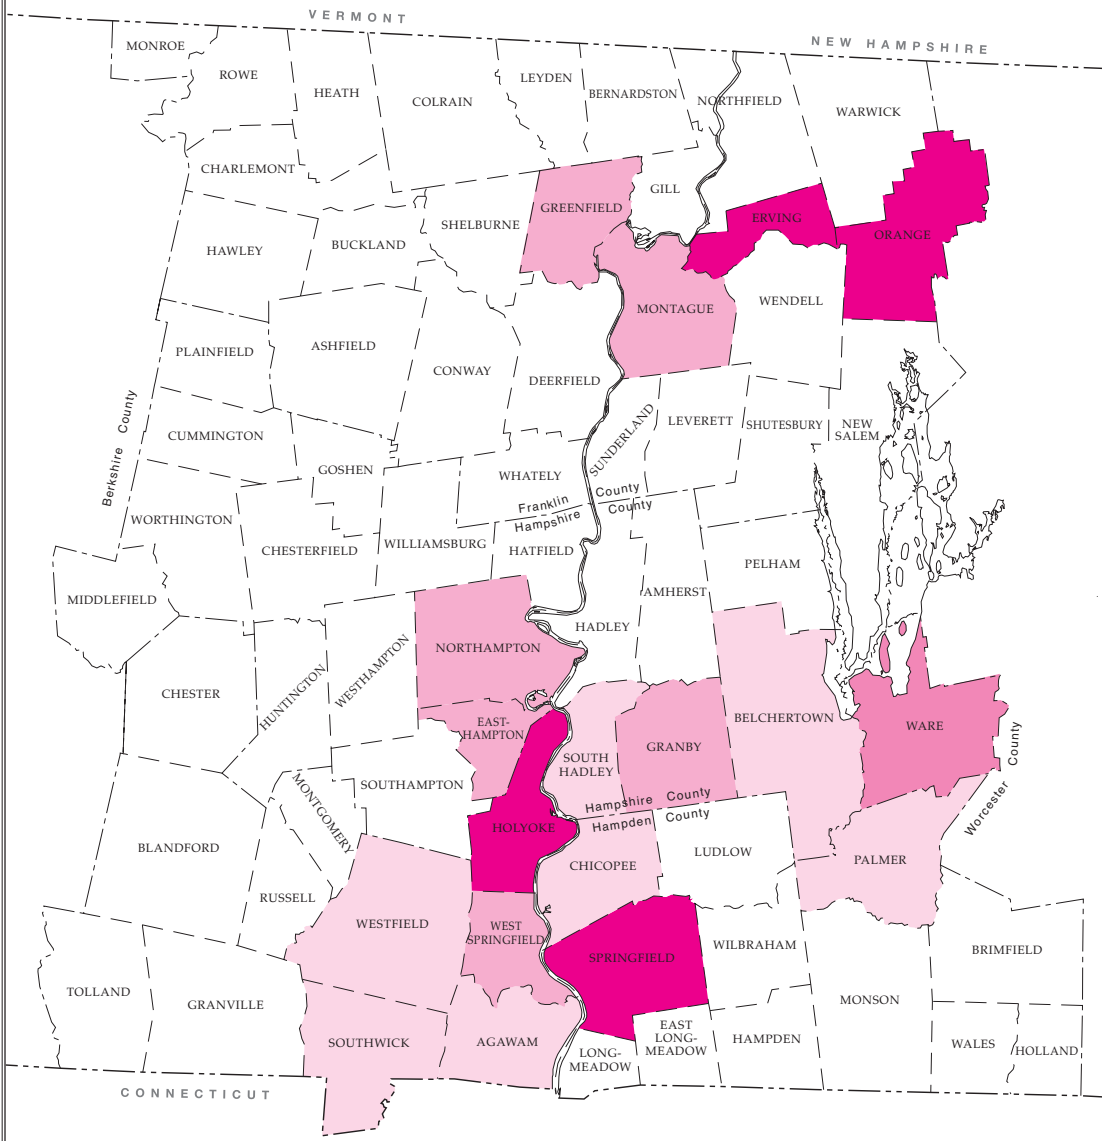 VERMONT
NEW HAMPSHIRE
MONROE
ROWE
HEATH
COLRAIN
LEYDEN
BERNARDSTON
NORTHFIELD
WARWICK
CHARLEMONT
GILL
GREENFIELD
ERVING
ORANGE
SHELBURNE
BUCKLAND
HAWLEY
MONTAGUE
WENDELL
PLAINFIELD
ASHFIELD
CONWAY
DEERFIELD
SUNDERLAND
LEVERETT
SHUTESBURY
NEW
SALEM
Berkshire County
CUMMINGTON
GOSHEN
WHATELY
Franklin County
Hampshire County
WORTHINGTON
CHESTERFIELD
WILLIAMSBURG
HATFIELD
PELHAM
AMHERST
MIDDLEFIELD
HADLEY
NORTHAMPTON
WESTHAMPTON
HUNTINGTON
CHESTER
EAST-
HAMPTON
SOUTH
HADLEY
GRANBY
BELCHERTOWN
WARE
Worcester County
SOUTHAMPTON
MONTGOMERY
Hampshire County
Hampden County
HOLYOKE
BLANDFORD
CHICOPEE
LUDLOW
PALMER
RUSSELL
WESTFIELD
WEST
SPRINGFIELD
SPRINGFIELD
WILBRAHAM
BRIMFIELD
TOLLAND
GRANVILLE
MONSON
SOUTHWICK
AGAWAM
LONG-
MEADOW
EAST
LONG-
MEADOW
HAMPDEN
WALES
HOLLAND
CONNECTICUT